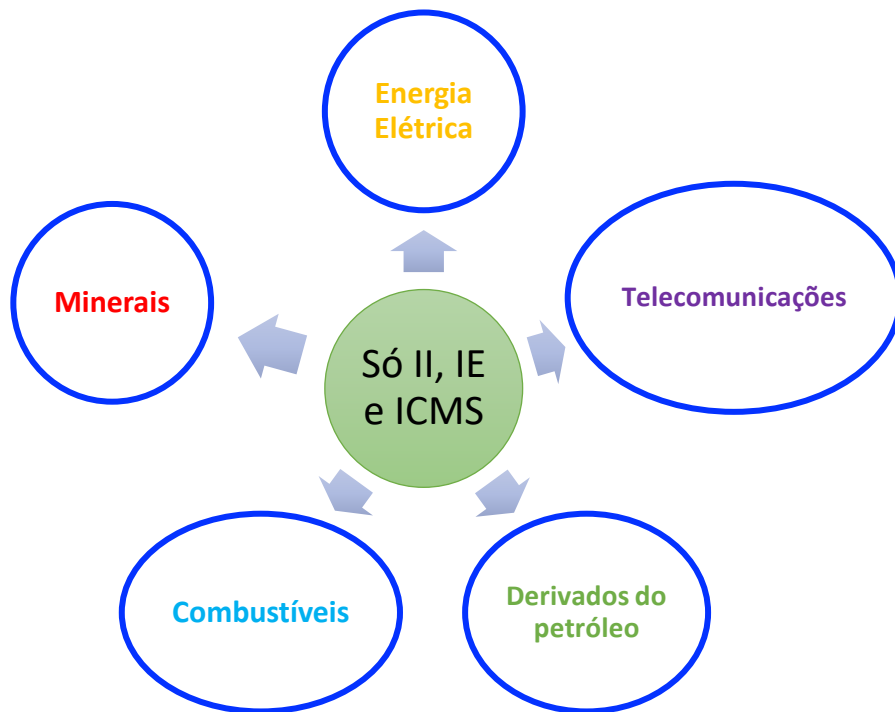 Energia
Elétrica
Minerais
Telecomunicações
Só II, IE
e ICMS
Combustíveis
Derivados do
petróleo